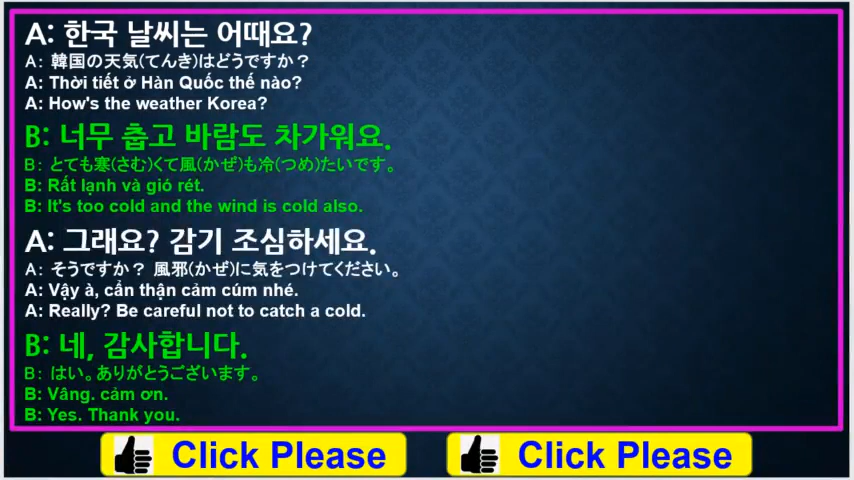 A: 한국 날씨는 어때요?
A: 韓国の天気(てんき)はどうですか？
A: Thời tiết ở Hàn Quốc thế nào?
A: How's the weather Korea?
B: 너무 춥고 바람도 차가워요.
B: とても寒(さむ)くて風(かぜ)も冷(つめ)たいです。
B: Rất lạnh và gió rét.
B: It's too cold and the wind is cold also.
A: 그래요? 감기 조심하세요.
A: そうですか？ 風邪(かぜ)に気をつけてください。
A: Vậy à, cẩn thận cảm cúm nhé.
A: Really? Be careful not to catch a cold.
B: 네, 감사합니다.
B: はい。ありがとうございます。
B: Vâng. cảm ơn.
B: Yes. Thank you.
Click Please
Click Please